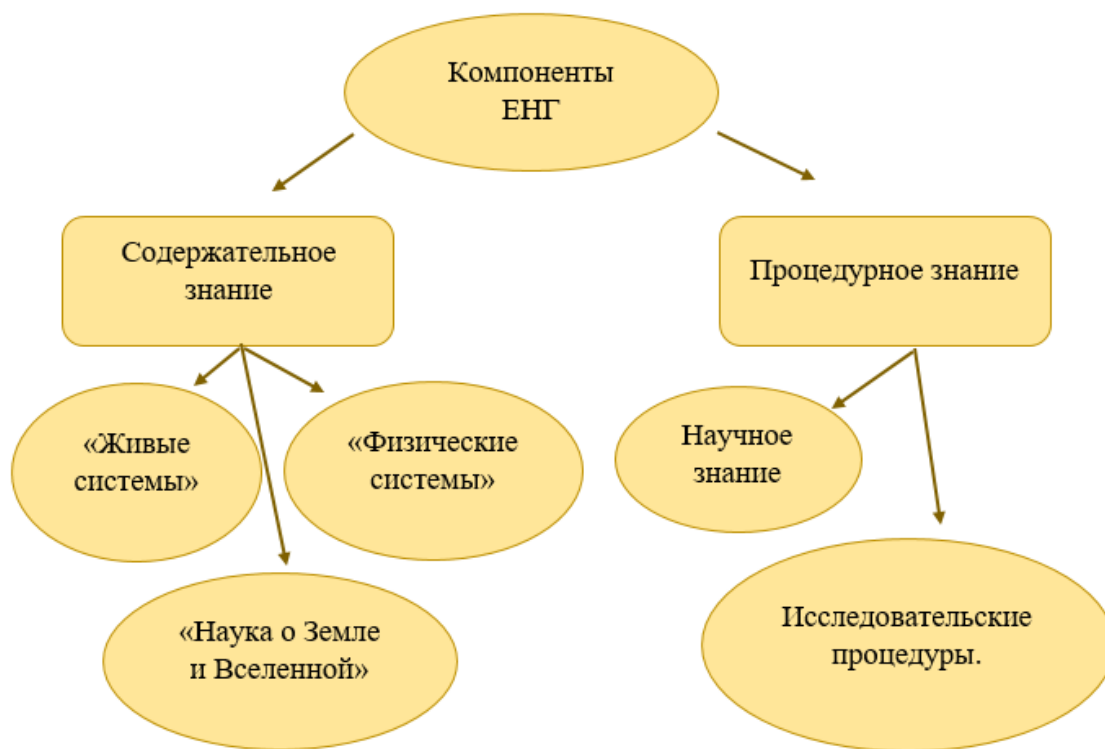 Компоненты
ЕНГ
Содержательное
знание
Процедурное знание
«Живые
системы»
«Физические
системы»
Научное
знание
«Наука о Земле
и Вселенной»
Исследовательские
процедуры.